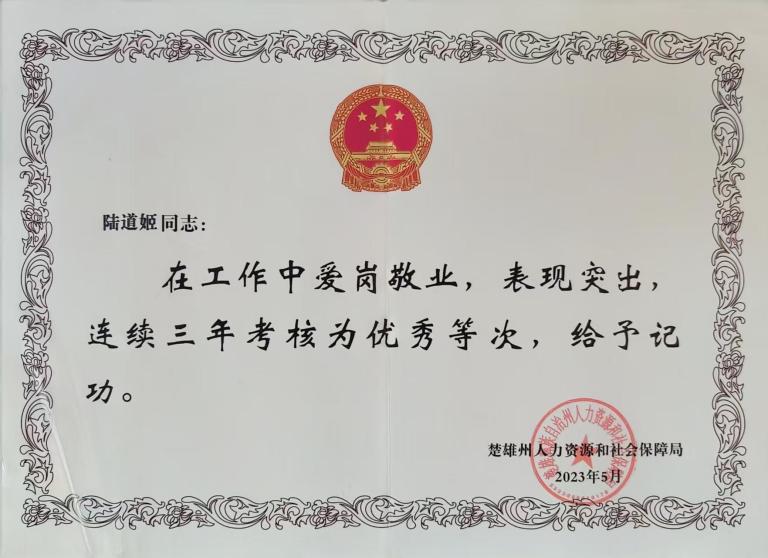 陆道姬同志：
在工作中爱岗敬业，表现突出，
连续三年考核为优秀等次，给予记
功。
楚雄州人力资源和社会保障局
2023年5月